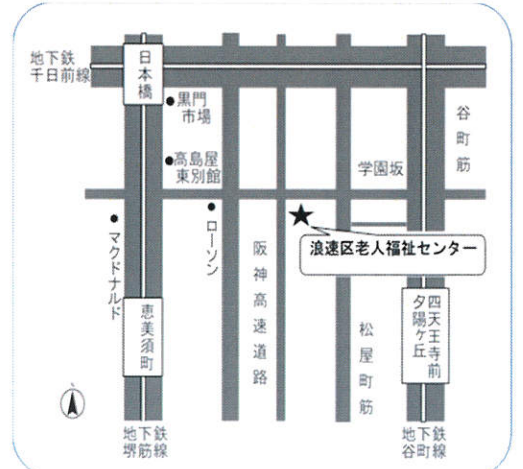 地下鉄
千日前線
日本橋
●黒門
市場
●高島屋
東別館
谷町筋
学園坂
●マクドナルド
●ローソン
★
浪速区老人福祉センター
阪神高速道路
恵美須町
松屋町筋
四天王寺前
夕陽ヶ丘
地下鉄
堺筋線
地下鉄
谷町線